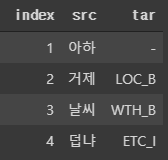 index src tar
1 아하 -
2 거제 LOC_B
3 날씨 WTH_B
4 덥냐 ETC_I